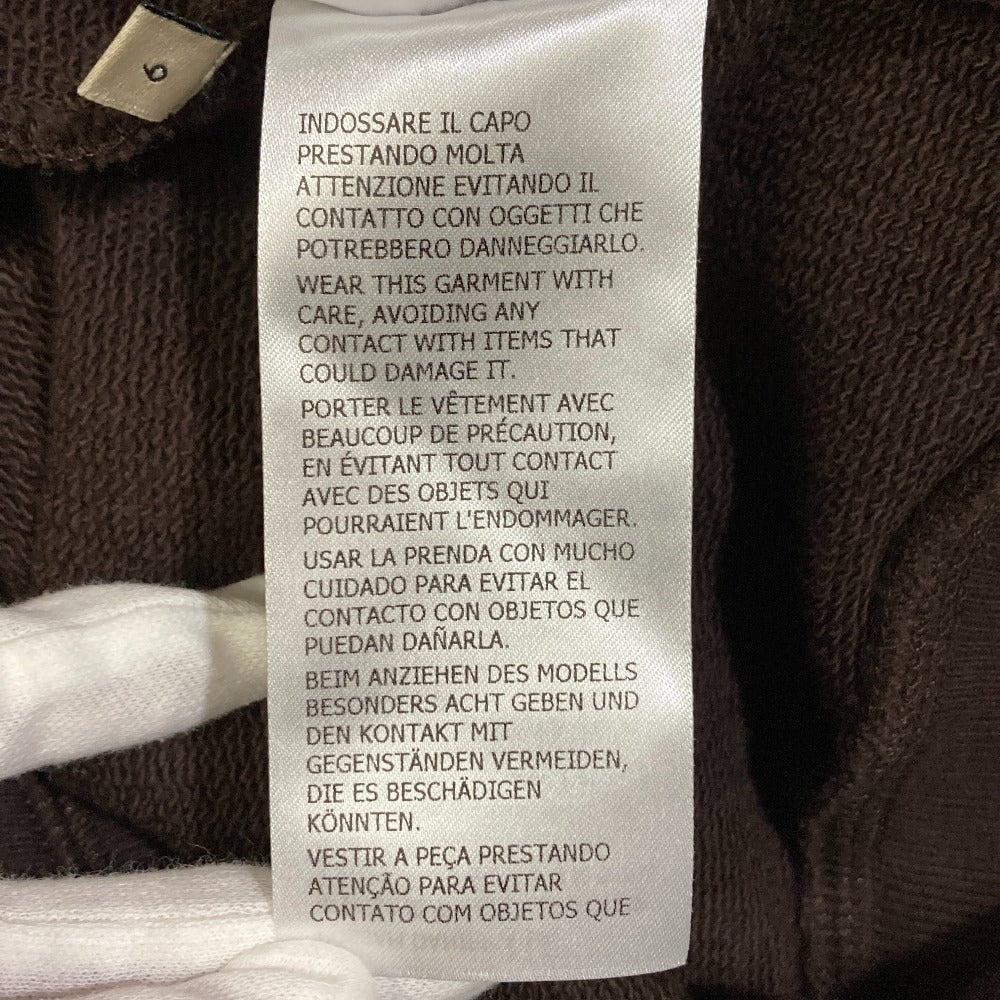 INDOSSARE IL CAPO
PRESTANDO MOLTA
ATTENZIONE EVITANDO IL
CONTATTO CON OGGETTI CHE
POTREBBERO DANNEGGIARLO.
WEAR THIS GARMENT WITH
CARE, AVOIDING ANY
CONTACT WITH ITEMS THAT
COULD DAMAGE IT.
PORTER LE VÊTEMENT AVEC
BEAUCOUP DE PRÉCAUTION,
EN ÉVITANT TOUT CONTACT
AVEC DES OBJETS QUI
POURRAIENT L'ENDOMMAGER.
USAR LA PRENDA CON MUCHO
CUIDADO PARA EVITAR EL
CONTACTO CON OBJETOS QUE
PUEDAN DAÑARLA.
BEIM ANZIEHEN DES MODELLS
BESONDERS ACHT GEBEN UND
DEN KONTAKT MIT
GEGENSTÄNDEN VERMEIDEN,
DIE ES BESCHÄDIGEN
KÖNNTEN.
VESTIR A PEÇA PRESTANDO
ATENÇÃO PARA EVITAR
CONTATO COM OBJETOS QUE